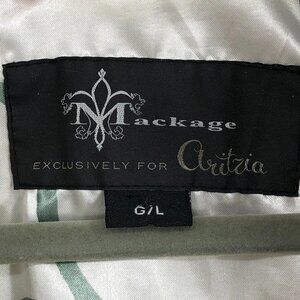 Mackage
EXCLUSIVELY FOR aritzia
G/L